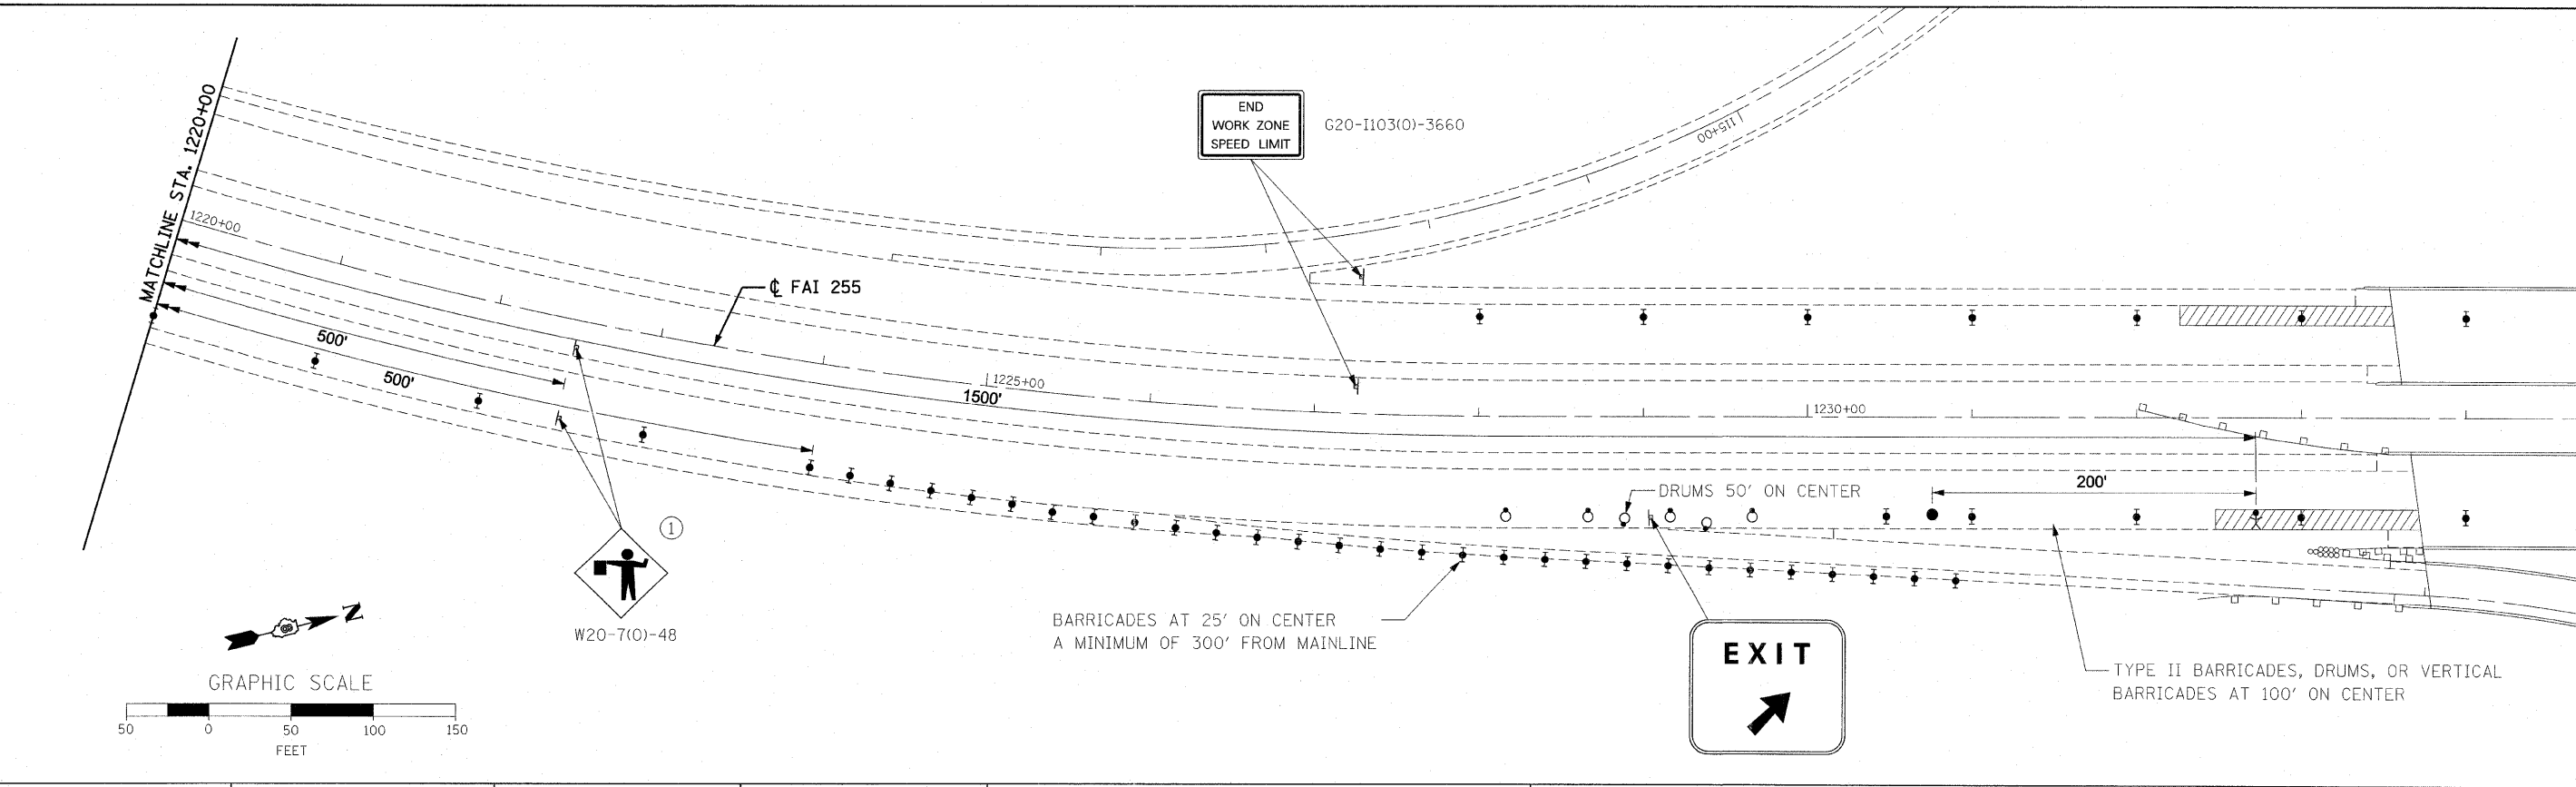 MATCHLINE STA. 1220+00
1220+00
500'
500'
℄ FAI 255
1225+00
1500'
END
WORK ZONE
SPEED LIMIT
G20-I103(O)-3660
115+00
1230+00
DRUMS 50' ON CENTER
200'
1
W20-7(O)-48
BARRICADES AT 25' ON CENTER
A MINIMUM OF 300' FROM MAINLINE
EXIT
TYPE II BARRICADES, DRUMS, OR VERTICAL
BARRICADES AT 100' ON CENTER
N
GRAPHIC SCALE
50 0 50 100 150
FEET